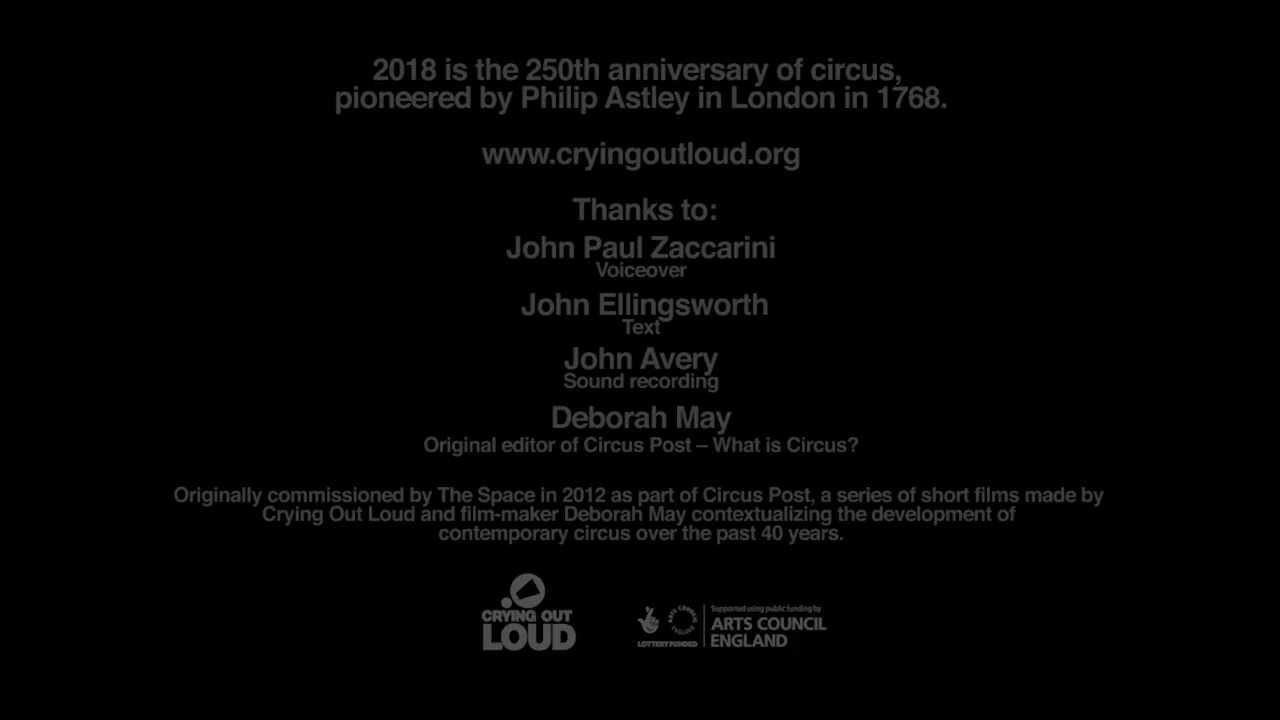 2018 is the 250th anniversary of circus,
pioneered by Philip Astley in London in 1768.
www.cryingoutloud.org
Thanks to:
John Paul Zaccarini
Voiceover
John Ellingsworth
Text
John Avery
Sound recording
Deborah May
Original editor of Circus Post – What is Circus?
Originally commissioned by The Space in 2012 as part of Circus Post, a series of short films made by
Crying Out Loud and film-maker Deborah May contextualizing the development of
contemporary circus over the past 40 years.
CRYING OUT
LOUD
LOTTERY FUNDED
ARTS COUNCIL
ENGLAND
Supported using public funding by
ARTS COUNCIL
ENGLAND